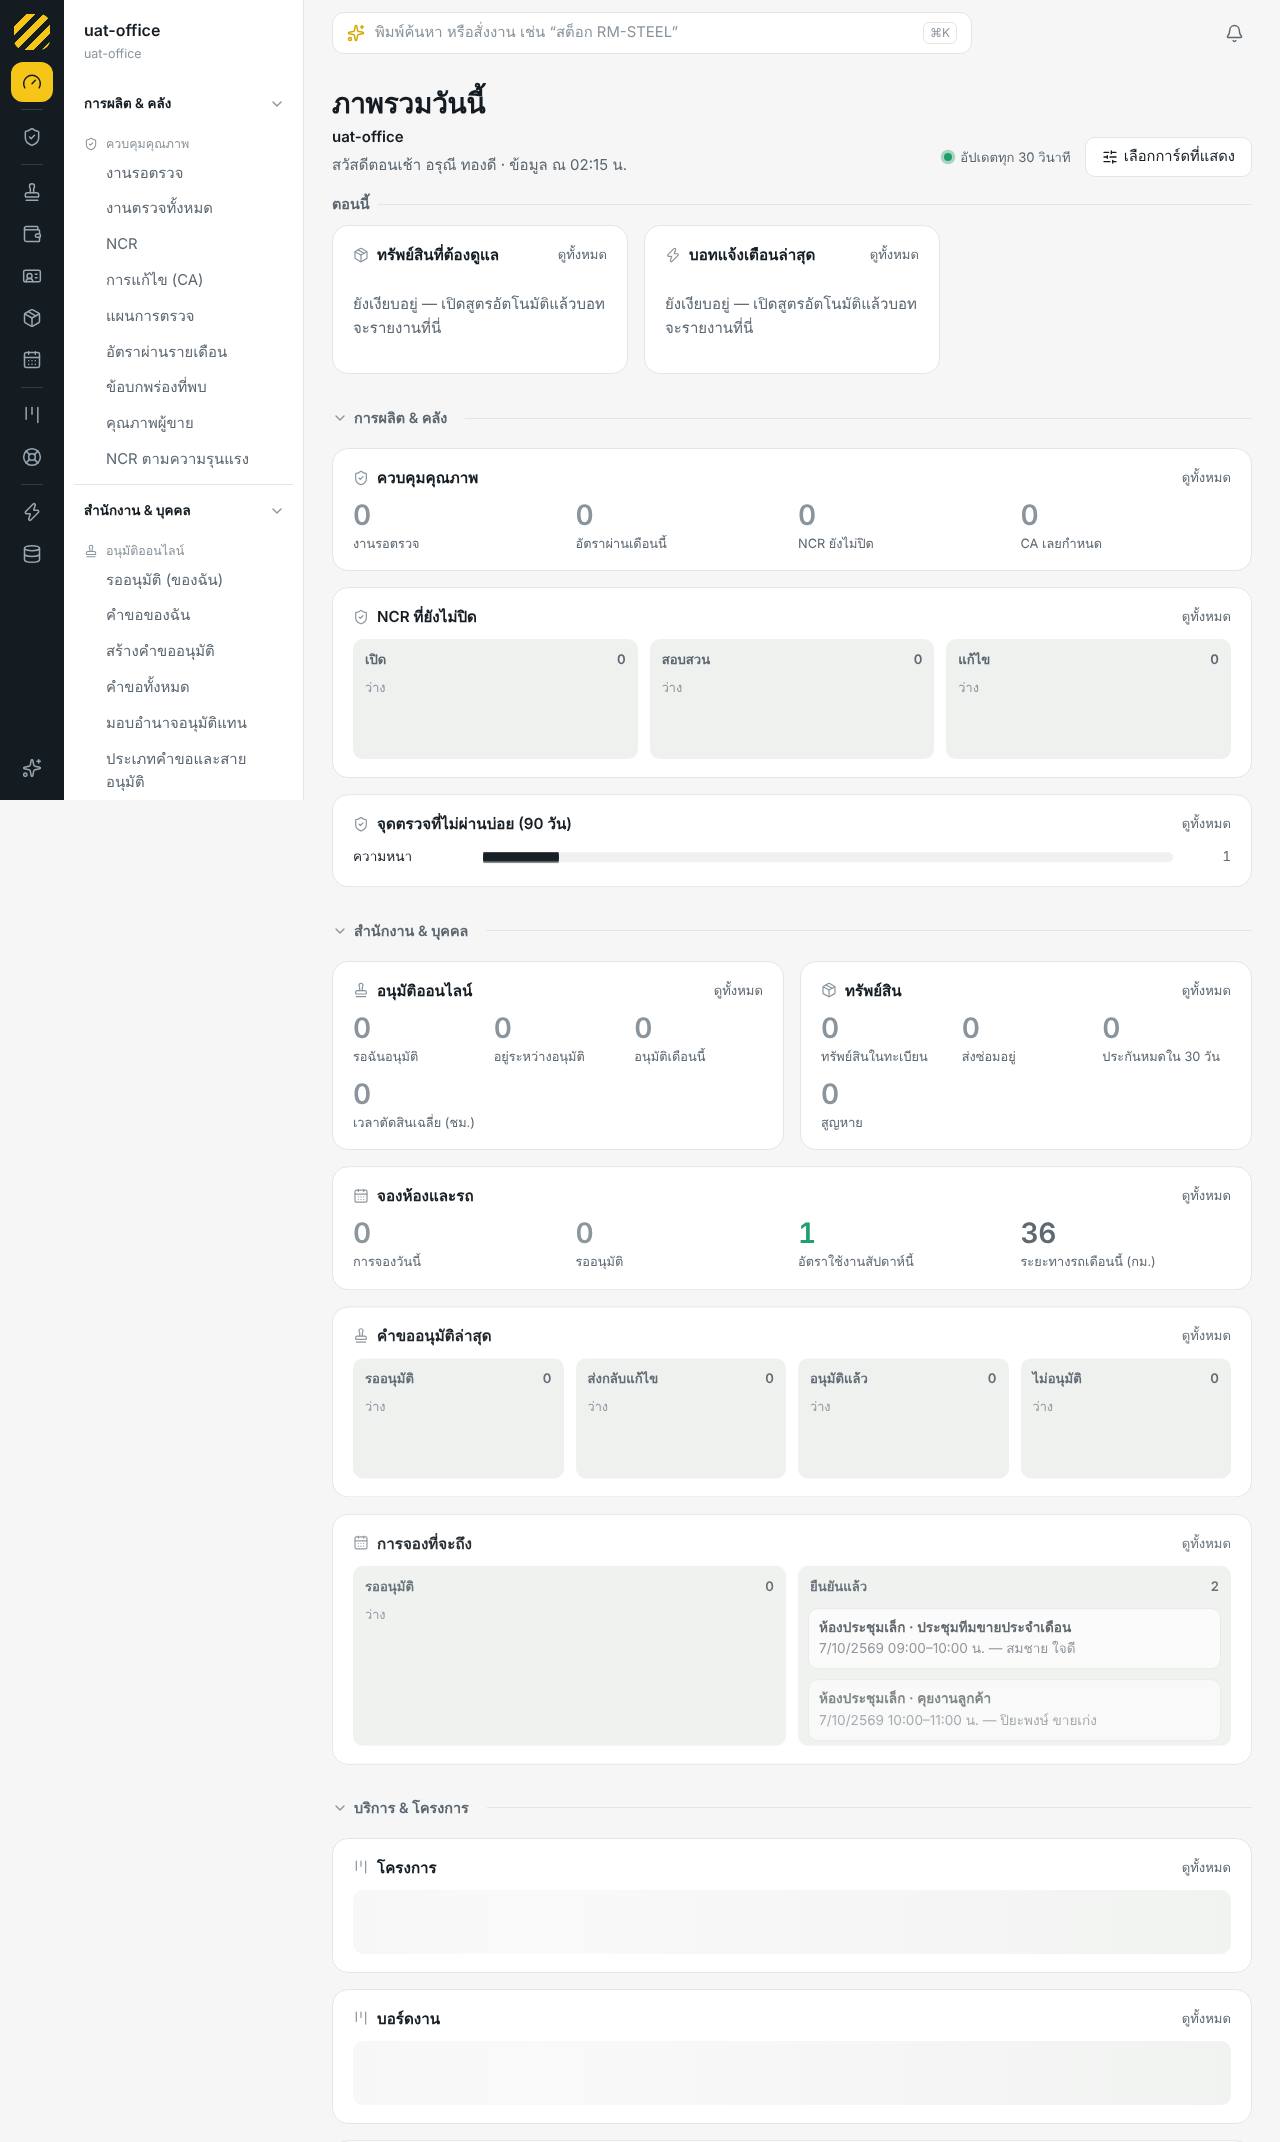 uat-office
uat-office
การผลิต & คลัง
ควบคุมคุณภาพ
งานรอตรวจ
งานตรวจทั้งหมด
NCR
การแก้ไข (CA)
แผนการตรวจ
อัตราผ่านรายเดือน
ข้อบกพร่องที่พบ
คุณภาพผู้ขาย
NCR ตามความรุนแรง
สำนักงาน & บุคคล
อนุมัติออนไลน์
รออนุมัติ (ของฉัน)
คำขอของฉัน
สร้างคำขออนุมัติ
คำขอทั้งหมด
มอบอำนาจอนุมัติแทน
ประเภทคำขอและสาย
อนุมัติ
พิมพ์ค้นหา หรือสั่งงาน เช่น “สต็อก RM-STEEL”
⌘K
ภาพรวมวันนี้
uat-office
สวัสดีตอนเช้า อรุณี ทองดี · ข้อมูล ณ 02:15 น.
อัปเดตทุก 30 วินาที
เลือกการ์ดที่แสดง
ตอนนี้
ทรัพย์สินที่ต้องดูแล
ดูทั้งหมด
ยังเงียบอยู่ — เปิดสูตรอัตโนมัติแล้วบอท
จะรายงานที่นี่
บอทแจ้งเตือนล่าสุด
ดูทั้งหมด
ยังเงียบอยู่ — เปิดสูตรอัตโนมัติแล้วบอท
จะรายงานที่นี่
การผลิต & คลัง
ควบคุมคุณภาพ
ดูทั้งหมด
0 0 0 0
งานรอตรวจ อัตราผ่านเดือนนี้ NCR ยังไม่ปิด CA เลยกำหนด
NCR ที่ยังไม่ปิด
ดูทั้งหมด
เปิด 0 สอบสวน 0 แก้ไข 0
ว่าง ว่าง ว่าง
จุดตรวจที่ไม่ผ่านบ่อย (90 วัน)
ดูทั้งหมด
ความหนา 1
สำนักงาน & บุคคล
อนุมัติออนไลน์
ดูทั้งหมด
0 0 0
รอฉันอนุมัติ อยู่ระหว่างอนุมัติ อนุมัติเดือนนี้
0
เวลาตัดสินเฉลี่ย (ชม.)
ทรัพย์สิน
ดูทั้งหมด
0 0 0
ทรัพย์สินในทะเบียน ส่งซ่อมอยู่ ประกันหมดใน 30 วัน
0
สูญหาย
จองห้องและรถ
ดูทั้งหมด
0 0 1 36
การจองวันนี้ รออนุมัติ อัตราใช้งานสัปดาห์นี้ ระยะทางรถเดือนนี้ (กม.)
คำขออนุมัติล่าสุด
ดูทั้งหมด
รออนุมัติ 0 ส่งกลับแก้ไข 0 อนุมัติแล้ว 0 ไม่อนุมัติ 0
ว่าง ว่าง ว่าง ว่าง
การจองที่จะถึง
ดูทั้งหมด
รออนุมัติ 0
ว่าง
ยืนยันแล้ว 2
ห้องประชุมเล็ก · ประชุมทีมขายประจำเดือน
7/10/2569 09:00–10:00 น. — สมชาย ใจดี
ห้องประชุมเล็ก · คุยงานลูกค้า
7/10/2569 10:00–11:00 น. — ปิยะพงษ์ ขายเก่ง
บริการ & โครงการ
โครงการ
ดูทั้งหมด
บอร์ดงาน
ดูทั้งหมด